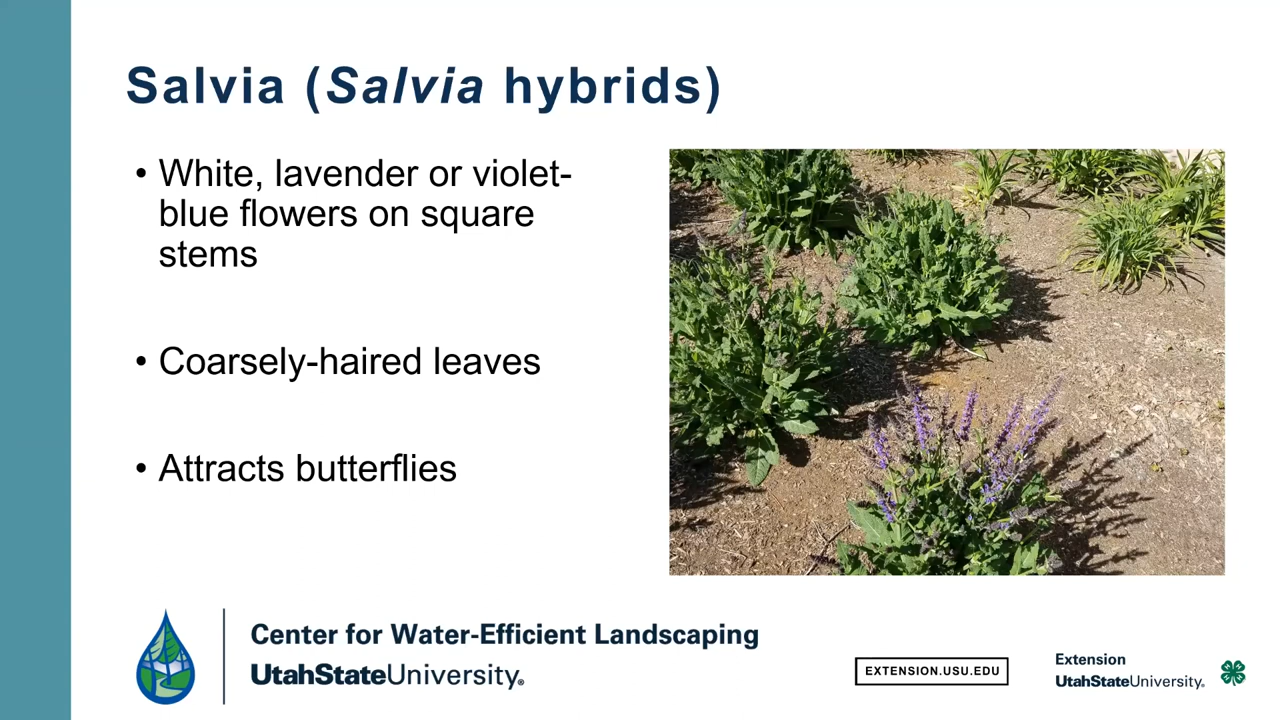 Salvia (Salvia hybrids)
• White, lavender or violet-
blue flowers on square
stems
• Coarsely-haired leaves
• Attracts butterflies
Center for Water-Efficient Landscaping
UtahStateUniversity®
EXTENSION.USU.EDU
Extension
UtahStateUniversity®